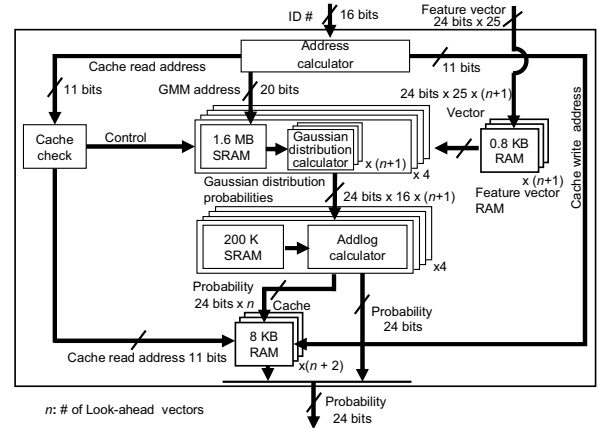 ID #
16 bits
Feature vector
24 bits x 25
Address
calculator
Cache read address
11 bits
11 bits
GMM address
20 bits
24 bits x 25 x (n+1)
Vector
Cache write address
Cache
check
Control
1.6 MB
SRAM
Gaussian
distribution
calculator
x (n+1)
x 4
0.8 KB
RAM
x (n+1)
Feature vector
RAM
Gaussian distribution
probabilities
24 bits x 16 x (n+1)
200 K
SRAM
Addlog
calculator
x4
Probability
24 bits x n
Cache
Probability
24 bits
8 KB
RAM
x(n + 2)
Cache read address 11 bits
n: # of Look-ahead vectors
Probability
24 bits